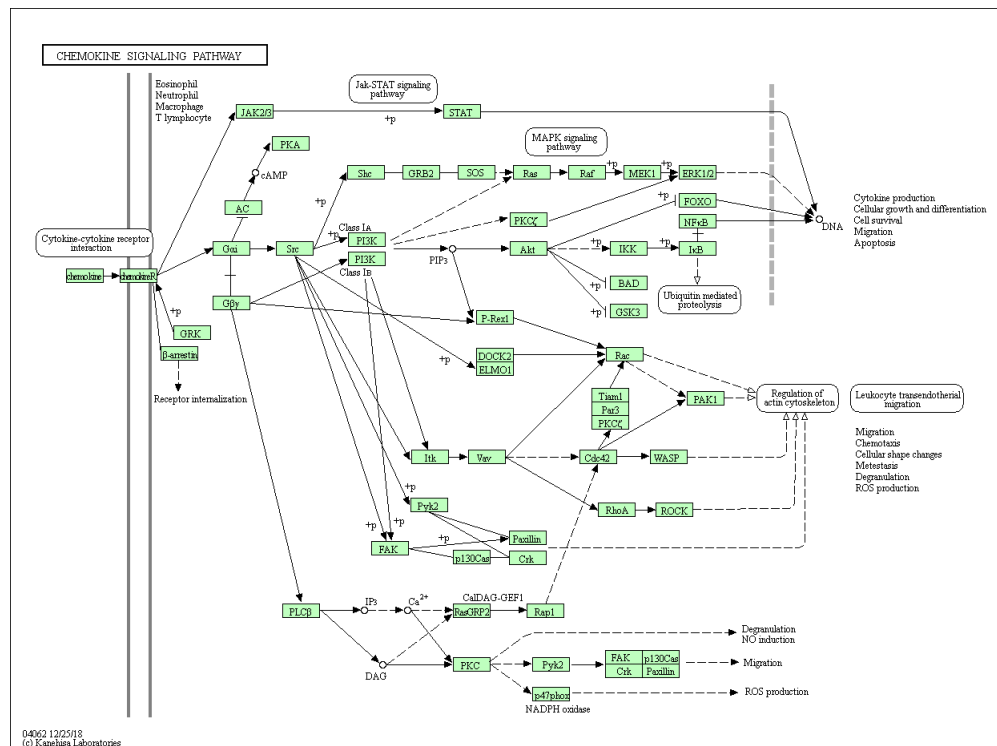 CHEMOKINE SIGNALING PATHWAY
Eosinophil
Neutrophil
Macrophage
T lymphocyte
Jak-STAT signaling
pathway
JAK2/3
+p
STAT
PKA
cAMP
AC
MAPK signaling
pathway
Shc
GRB2
SOS
Ras
Raf
+p
MEK1
+p
ERK1/2
+p
Class IA
+p
PI3K
PI3K
Class IB
PKCζ
FOXO
NFκB
DNA
Cytokine production
Cellular growth and differentiation
Cell survival
Migration
Apoptosis
Cytokine-cytokine receptor
interaction
chemokine
chemokineR
Gαi
Src
PIP3
Akt
IKK
+p
IκB
BAD
GSK3
Ubiquitin mediated
proteolysis
Gβγ
+p
GRK
β-arrestin
Receptor internalization
P-Rex1
+p
DOCK2
ELMO1
Rac
Tiam1
Par3
PKCζ
PAK1
Regulation of
actin cytoskeleton
Leukocyte transendotherial
migration
Migration
Chemotaxis
Cellular shape changes
Metestasis
Degranulation
ROS production
Itk
Vav
Cdc42
WASP
+p
Pyk2
RhoA
ROCK
+p
+p
FAK
+p
Paxillin
p130Cas
Crk
PLCβ
IP3
Ca2+
CalDAG-GEF1
RasGRP2
Rap1
DAG
PKC
Pyk2
FAK
p130Cas
Crk
Paxillin
Degranulation
NO induction
Migration
p47phox
NADPH oxidase
ROS production
04062 12/25/18
(c) Kanehisa Laboratories